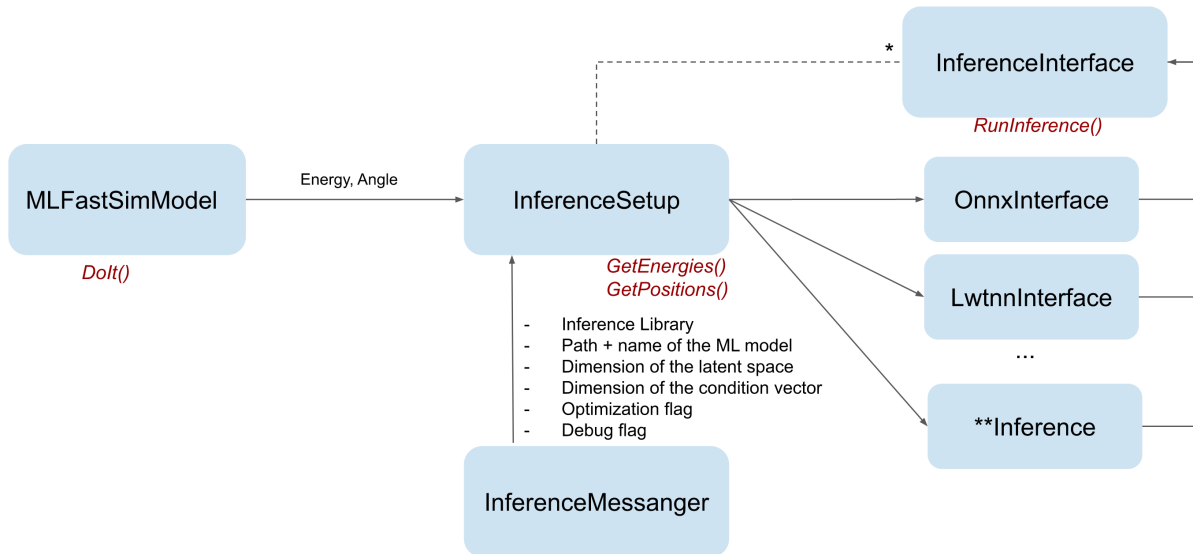 *
InferenceInterface
RunInference()
MLFastSimModel
Energy, Angle
InferenceSetup
OnnxInterface
DoIt()
GetEnergies()
GetPositions()
LwtnnInterface
...
- Inference Library
- Path + name of the ML model
- Dimension of the latent space
- Dimension of the condition vector
- Optimization flag
- Debug flag
**Inference
InferenceMessanger